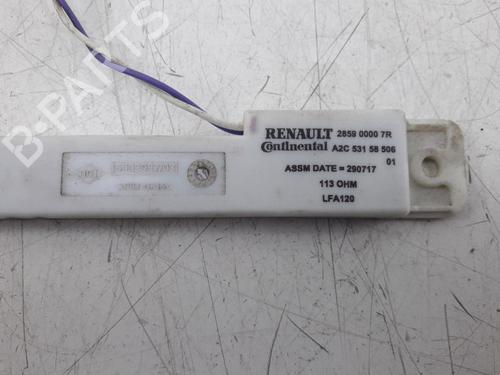 B-PARTS
RENAULT 2859 0000 7R
Continental A2C 531 58 506
01
ASSM DATE = 290717
113 OHM
LFA120